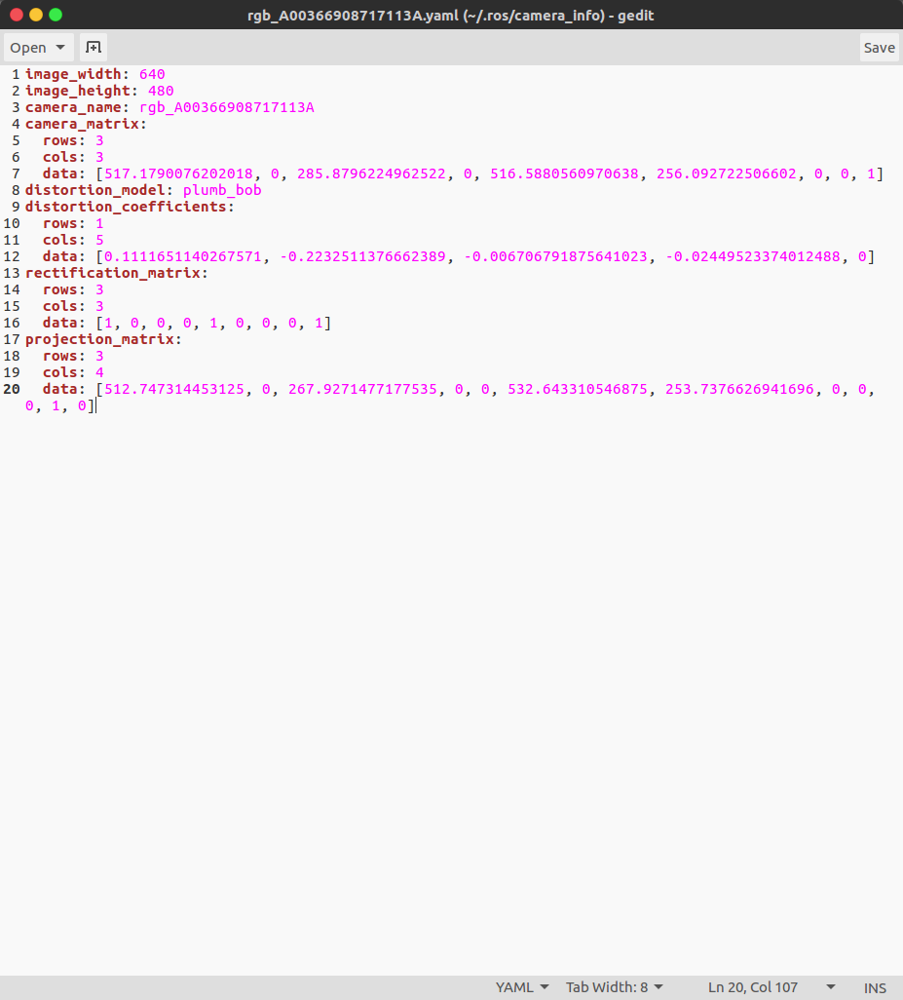 rgb_A00366908717113A.yaml (~/.ros/camera_info) - gedit
Open
Save
1 image_width: 640
2 image_height: 480
3 camera_name: rgb_A00366908717113A
4 camera_matrix:
5   rows: 3
6   cols: 3
7   data: [517.1790076202018, 0, 285.8796224962522, 0, 516.5880560970638, 256.092722506602, 0, 0, 1]
8 distortion_model: plumb_bob
9 distortion_coefficients:
10   rows: 1
11   cols: 5
12   data: [0.1111651140267571, -0.2232511376662389, -0.006706791875641023, -0.02449523374012488, 0]
13 rectification_matrix:
14   rows: 3
15   cols: 3
16   data: [1, 0, 0, 0, 1, 0, 0, 0, 1]
17 projection_matrix:
18   rows: 3
19   cols: 4
20   data: [512.747314453125, 0, 267.9271477177535, 0, 0, 532.643310546875, 253.7376626941696, 0, 0,
0, 1, 0]
YAML Tab Width: 8 Ln 20, Col 107 INS